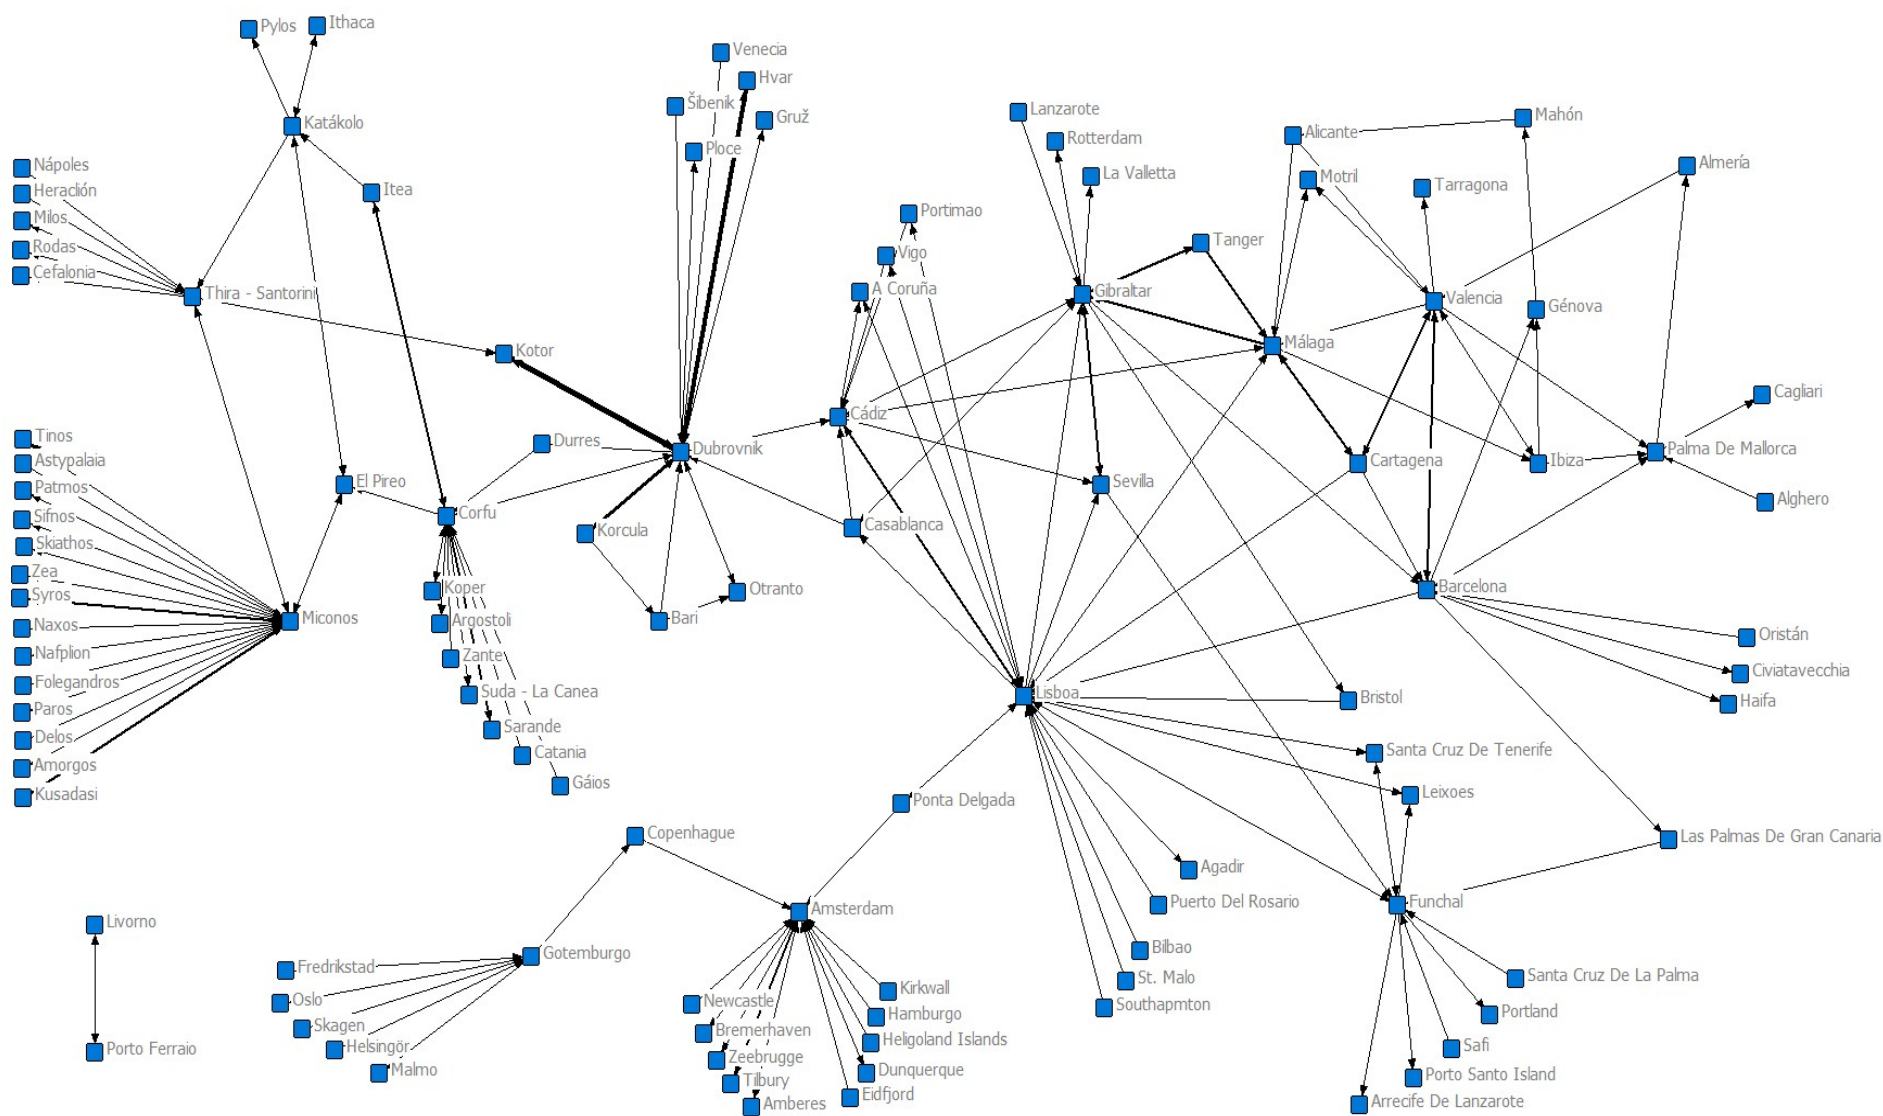 Pylos
Ithaca
Venecia
Hvar
Šibenik
Gruž
Ploce
Lanzarote
Rotterdam
La Valletta
Alicante
Mahón
Motril
Tarragona
Almería
Katákolo
Nápoles
Heraclión
Milos
Rodas
Cefalonia
Itea
Portimao
Vigo
A Coruña
Tanger
Gibraltar
Valencia
Génova
Thira - Santorini
Kotor
Málaga
Cagliari
Cádiz
Durres
Dubrovnik
Tinos
Astypalaia
Patmos
Sifnos
Skiathos
Zea
Syros
Naxos
Nafplion
Folegandros
Paros
Delos
Amorgos
Kusadasi
El Pireo
Corfu
Korcula
Casablanca
Sevilla
Cartagena
Ibiza
Palma De Mallorca
Alghero
Miconos
Koper
Argostoli
Zante
Suda - La Canea
Sarande
Catania
Gáios
Bari
Otranto
Barcelona
Oristán
Civiatavecchia
Haifa
Lisboa
Bristol
Santa Cruz De Tenerife
Leixoes
Ponta Delgada
Copenhague
Las Palmas De Gran Canaria
Agadir
Puerto Del Rosario
Bilbao
St. Malo
Southapmton
Funchal
Livorno
Porto Ferraio
Gotemburgo
Fredrikstad
Oslo
Skagen
Helsingör
Malmo
Amsterdam
Newcastle
Bremerhaven
Zeebrugge
Tilbury
Amberes
Kirkwall
Hamburgo
Heligoland Islands
Dunquerque
Eidfjord
Santa Cruz De La Palma
Portland
Safi
Porto Santo Island
Arrecife De Lanzarote